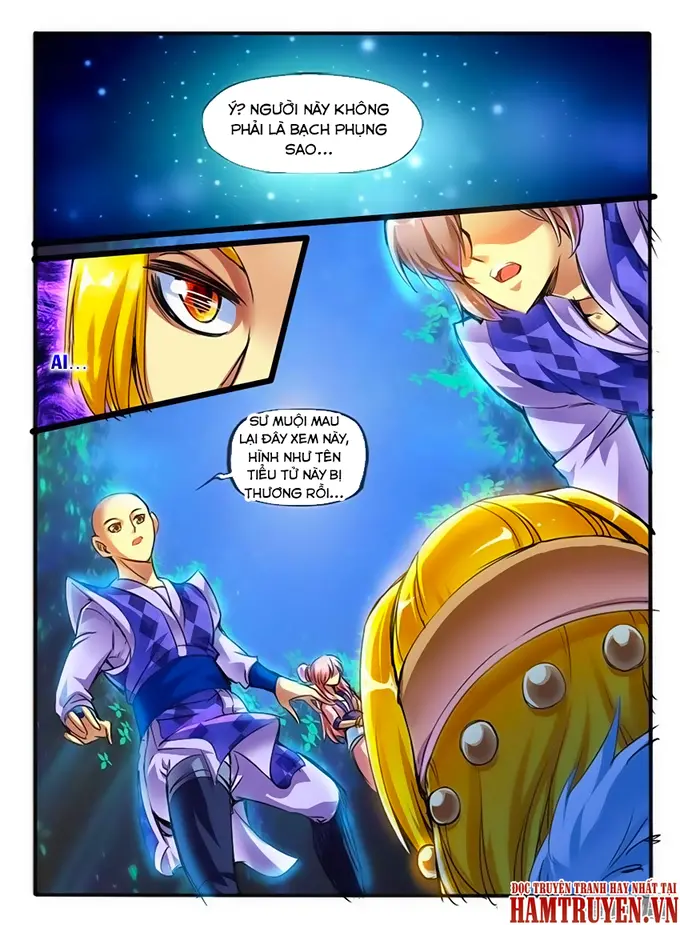 Ý? NGƯỜI NÀY KHÔNG
PHẢI LÀ BẠCH PHỤNG
SAO...
AI...
SƯ MUỘI MAU
LẠI ĐÂY XEM NÀY,
HÌNH NHƯ TÊN
TIỂU TỬ NÀY BỊ
THƯƠNG RỒI...
ĐỌC TRUYỆN TRANH HAY NHẤT TẠI
HAMTRUYEN.VN